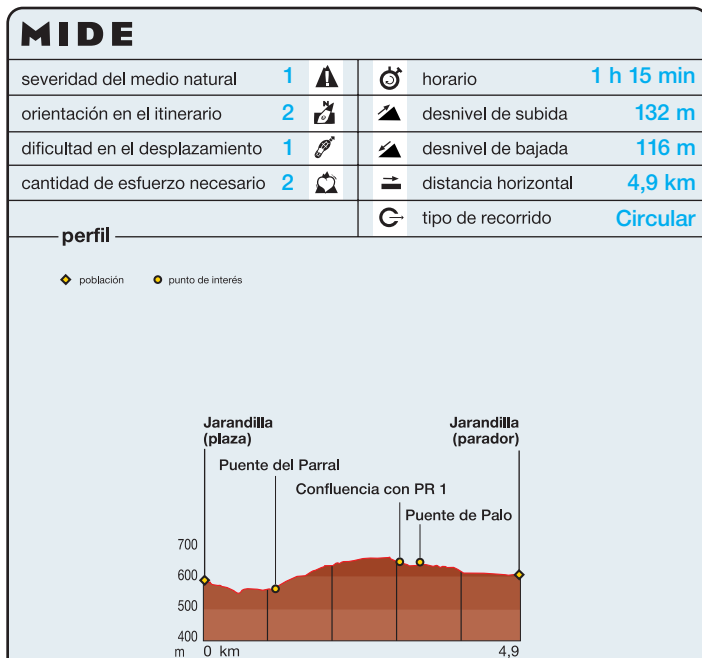 MIDE
severidad del medio natural 1
orientación en el itinerario 2
dificultad en el desplazamiento 1
cantidad de esfuerzo necesario 2
horario 1 h 15 min
desnivel de subida 132 m
desnivel de bajada 116 m
distancia horizontal 4,9 km
tipo de recorrido Circular
perfil
población punto de interés
Jarandilla
(plaza)
Jarandilla
(parador)
Puente del Parral
Confluencia con PR 1
Puente de Palo
700
600
500
400
m 0 km 4,9
N